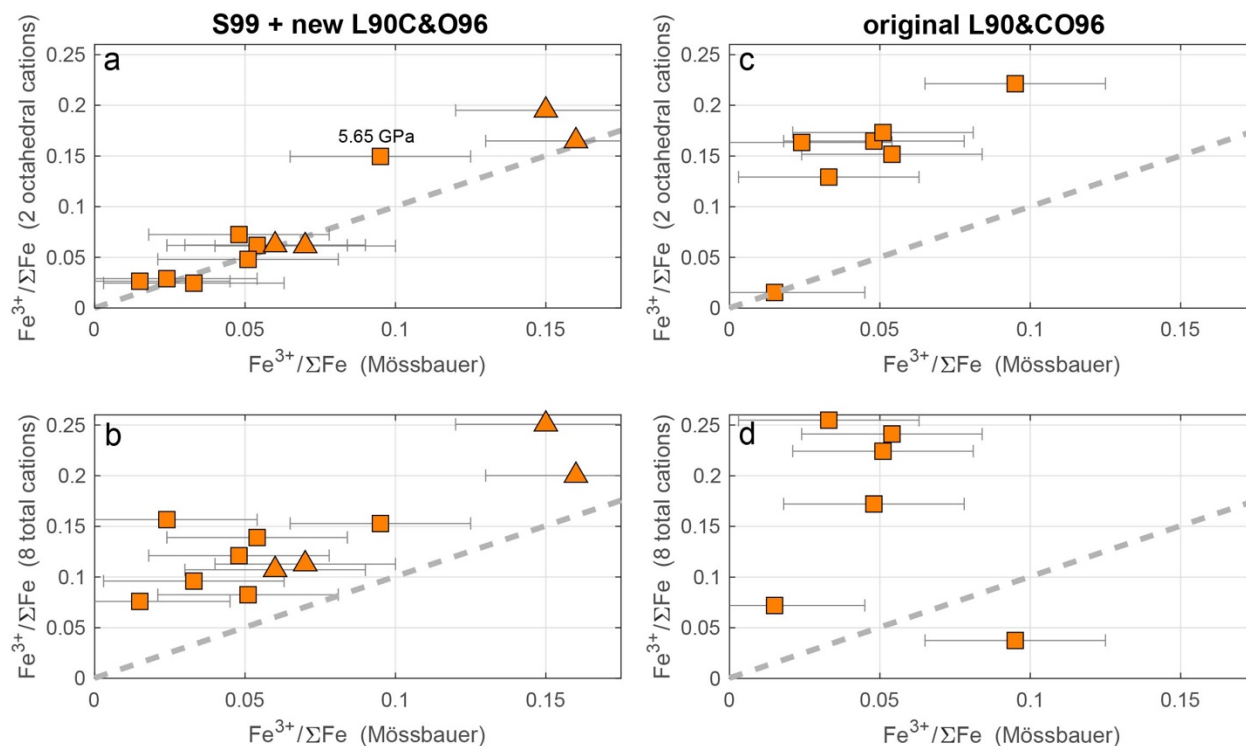 S99 + new L90C&O96
original L90&CO96
a
0.25
0.2
0.15
0.1
0.05
0
Fe³⁺/ΣFe (2 octahedral cations)
5.65 GPa
0
0.05
0.1
0.15
Fe³⁺/ΣFe (Mössbauer)
c
0.25
0.2
0.15
0.1
0.05
0
Fe³⁺/ΣFe (2 octahedral cations)
0
0.05
0.1
0.15
Fe³⁺/ΣFe (Mössbauer)
b
0.25
0.2
0.15
0.1
0.05
0
Fe³⁺/ΣFe (8 total cations)
0
0.05
0.1
0.15
Fe³⁺/ΣFe (Mössbauer)
d
0.25
0.2
0.15
0.1
0.05
0
Fe³⁺/ΣFe (8 total cations)
0
0.05
0.1
0.15
Fe³⁺/ΣFe (Mössbauer)